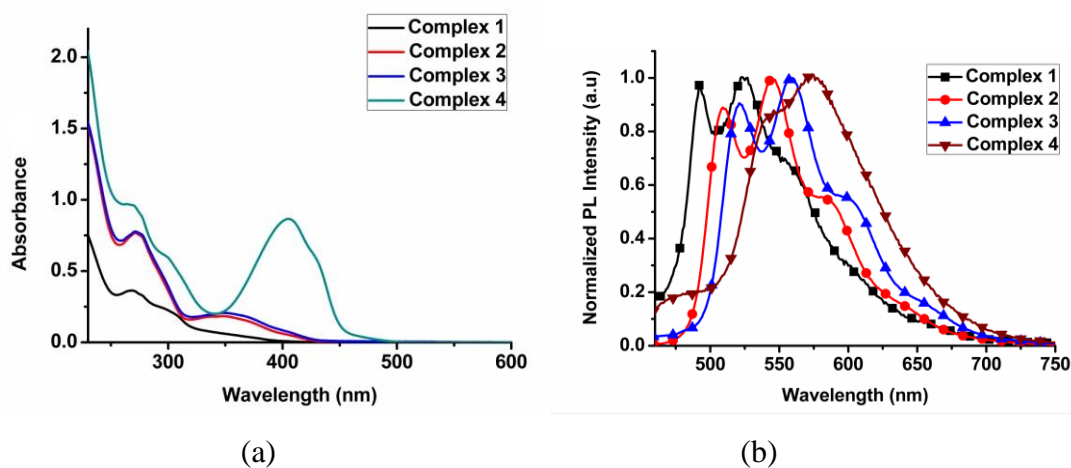 Complex 1
Complex 2
Complex 3
Complex 4
2.0
1.5
1.0
0.5
0.0
Absorbance
300 400 500 600
Wavelength (nm)
(a)
Complex 1
Complex 2
Complex 3
Complex 4
1.0
0.8
0.6
0.4
0.2
0.0
Normalized PL Intensity (a.u)
500 550 600 650 700 750
Wavelength (nm)
(b)